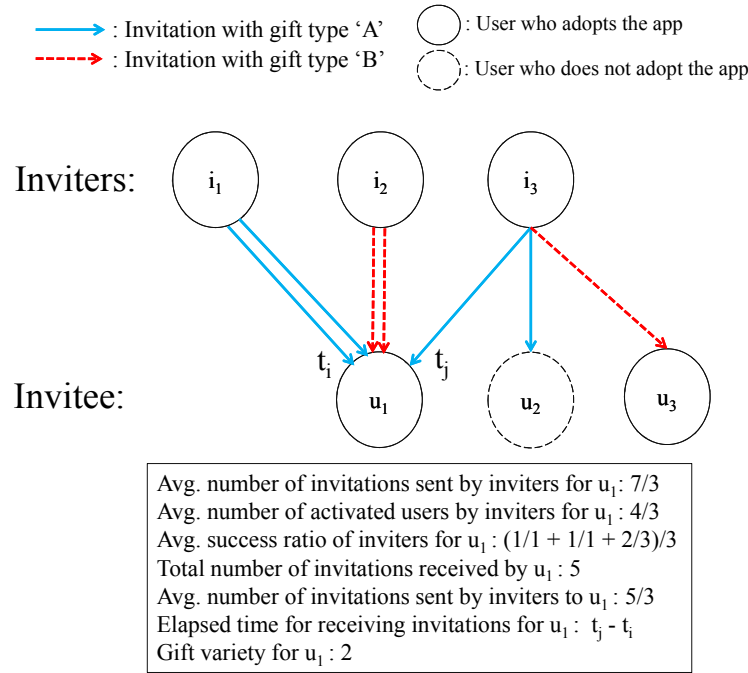 : Invitation with gift type ‘A’
: User who adopts the app
: Invitation with gift type ‘B’
: User who does not adopt the app
Inviters:
i₁
i₂
i₃
tᵢ
tⱼ
Invitee:
u₁
u₂
u₃
Avg. number of invitations sent by inviters for u₁: 7/3
Avg. number of activated users by inviters for u₁ : 4/3
Avg. success ratio of inviters for u₁ : (1/1 + 1/1 + 2/3)/3
Total number of invitations received by u₁ : 5
Avg. number of invitations sent by inviters to u₁ : 5/3
Elapsed time for receiving invitations for u₁ : tⱼ - tᵢ
Gift variety for u₁ : 2